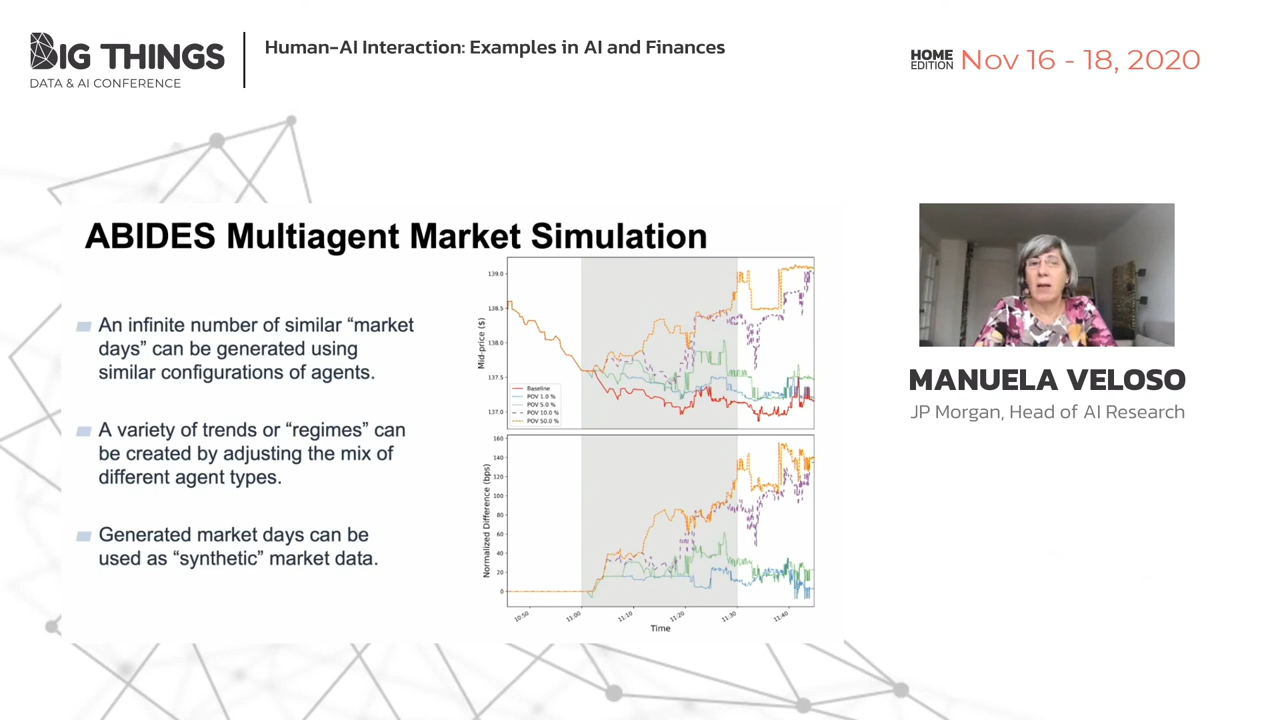 BIG THINGS
DATA & AI CONFERENCE
Human-AI Interaction: Examples in AI and Finances
HOME
EDITION
Nov 16 - 18, 2020
ABIDES Multiagent Market Simulation
An infinite number of similar “market
days” can be generated using
similar configurations of agents.
A variety of trends or “regimes” can
be created by adjusting the mix of
different agent types.
Generated market days can be
used as “synthetic” market data.
Mid-price ($)
139.0
138.5
138.0
137.5
137.0
Baseline
POV 1.0 %
POV 5.0 %
POV 10.0 %
POV 50.0 %
Normalized Difference (bps)
160
140
120
100
80
60
40
20
0
10:50
11:00
11:10
11:20
11:30
11:40
Time
MANUELA VELOSO
JP Morgan, Head of AI Research